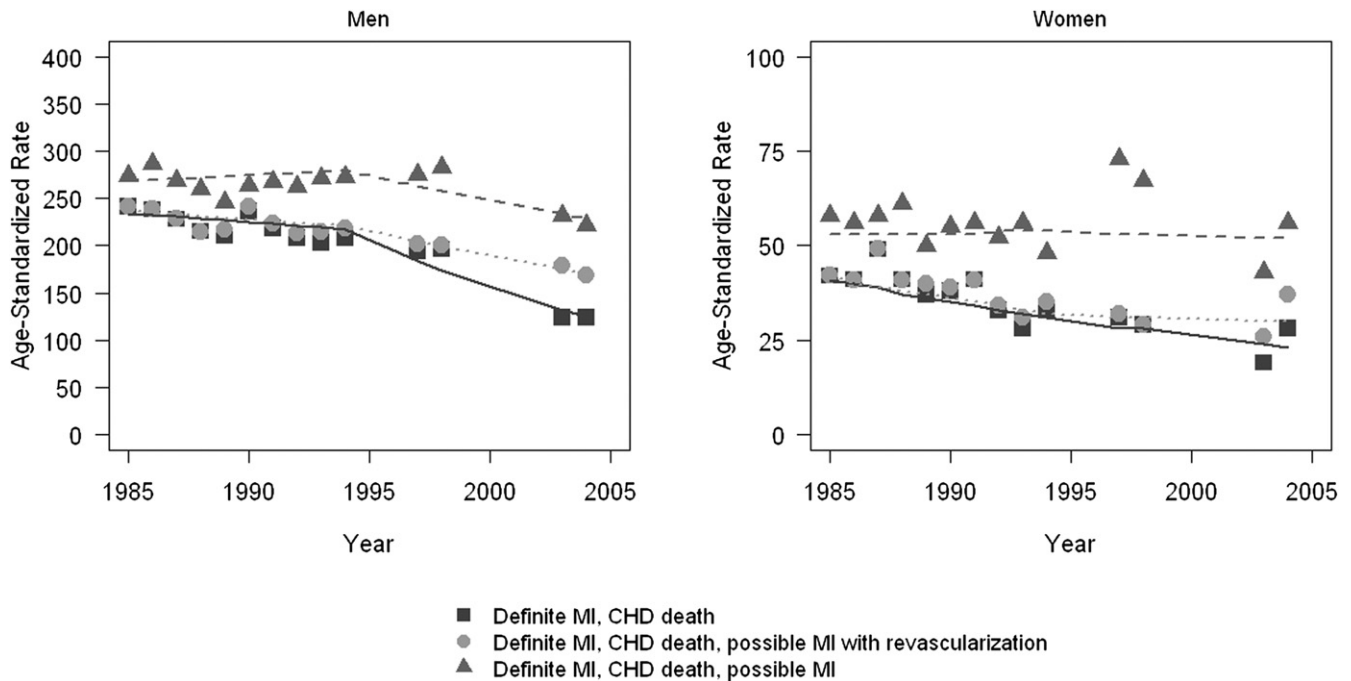 Men
Women
400
350
300
250
200
150
100
50
0
Age-Standardized Rate
1985 1990 1995 2000 2005
Year
100
75
50
25
0
Age-Standardized Rate
1985 1990 1995 2000 2005
Year
Definite MI, CHD death
Definite MI, CHD death, possible MI with revascularization
Definite MI, CHD death, possible MI